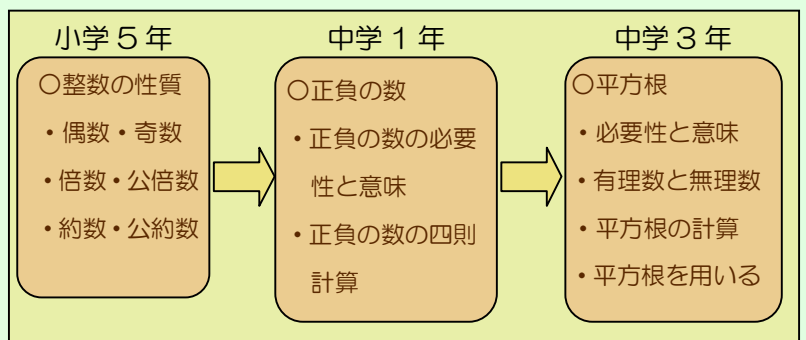 小学５年
○整数の性質
・偶数・奇数
・倍数・公倍数
・約数・公約数
中学１年
○正負の数
・正負の数の必要
性と意味
・正負の数の四則
計算
中学３年
○平方根
・必要性と意味
・有理数と無理数
・平方根の計算
・平方根を用いる